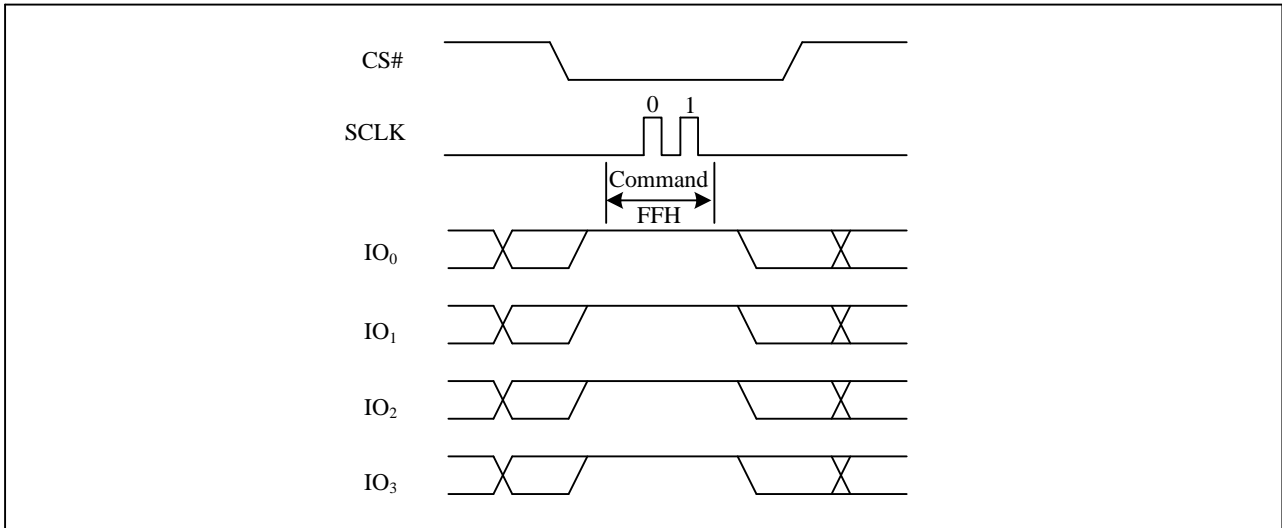 CS#
0 1
SCLK
Command
FFH
IO₀
IO₁
IO₂
IO₃